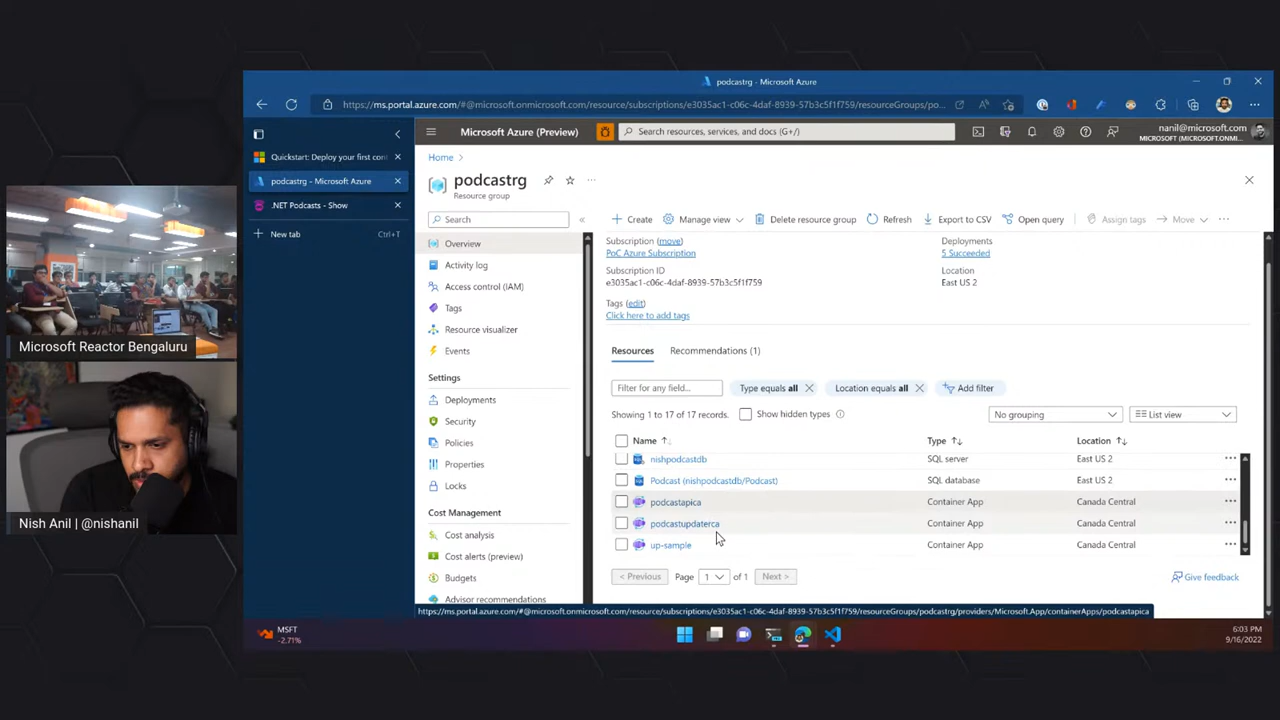 podcastrg - Microsoft Azure
https://ms.portal.azure.com/#@microsoft.onmicrosoft.com/resource/subscriptions/e3035ac1-c06c-4daf-8939-57b3c5f1f759/resourceGroups/po...
Quickstart: Deploy your first con
podcastrg - Microsoft Azure
.NET Podcasts - Show
New tab
Ctrl+T
Microsoft Azure (Preview)
Search resources, services, and docs (G+/)
nanil@microsoft.com
MICROSOFT (MICROSOFT.ONMI...
Home
podcastrg
Resource group
Search
Overview
Activity log
Access control (IAM)
Tags
Resource visualizer
Events
Settings
Deployments
Security
Policies
Properties
Locks
Cost Management
Cost analysis
Cost alerts (preview)
Budgets
Advisor recommendations
Create
Manage view
Delete resource group
Refresh
Export to CSV
Open query
Assign tags
Move
Subscription (move)
PoC Azure Subscription
Deployments
5 Succeeded
Subscription ID
e3035ac1-c06c-4daf-8939-57b3c5f1f759
Location
East US 2
Tags (edit)
Click here to add tags
Resources
Recommendations (1)
Filter for any field...
Type equals all
Location equals all
Add filter
Showing 1 to 17 of 17 records.
Show hidden types
No grouping
List view
Name Type Location
nishpodcastdb SQL server East US 2
Podcast (nishpodcastdb/Podcast) SQL database East US 2
podcastapica Container App Canada Central
podcastupdaterca Container App Canada Central
up-sample Container App Canada Central
< Previous Page 1 of 1 Next >
Give feedback
https://ms.portal.azure.com/#@microsoft.onmicrosoft.com/resource/subscriptions/e3035ac1-c06c-4daf-8939-57b3c5f1f759/resourceGroups/podcastrg/providers/Microsoft.App/containerApps/podcastapica
MSFT
-2.71%
6:03 PM
9/16/2022
Microsoft Reactor Bengaluru
Nish Anil | @nishanil